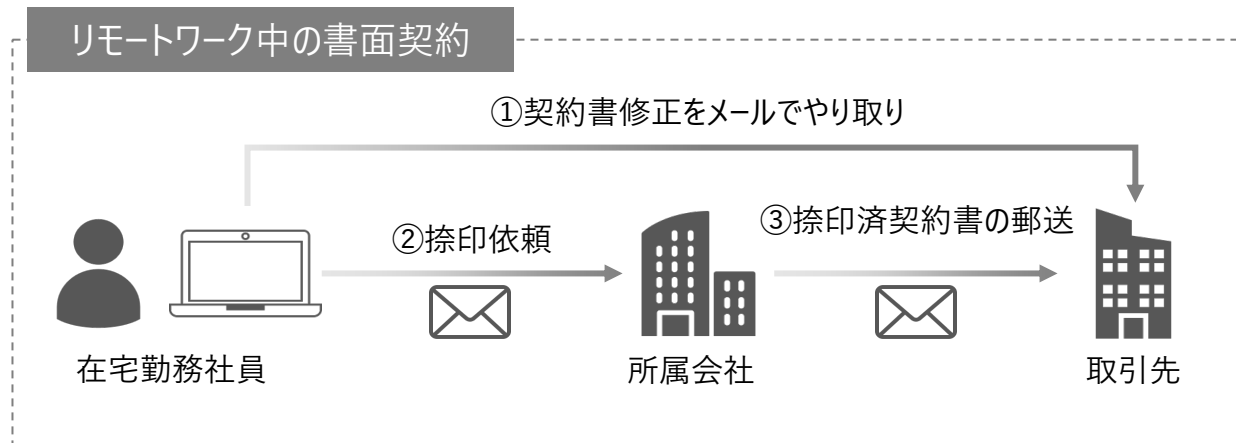 リモートワーク中の書面契約
①契約書修正をメールでやり取り
②捺印依頼
③捺印済契約書の郵送
在宅勤務社員
所属会社
取引先